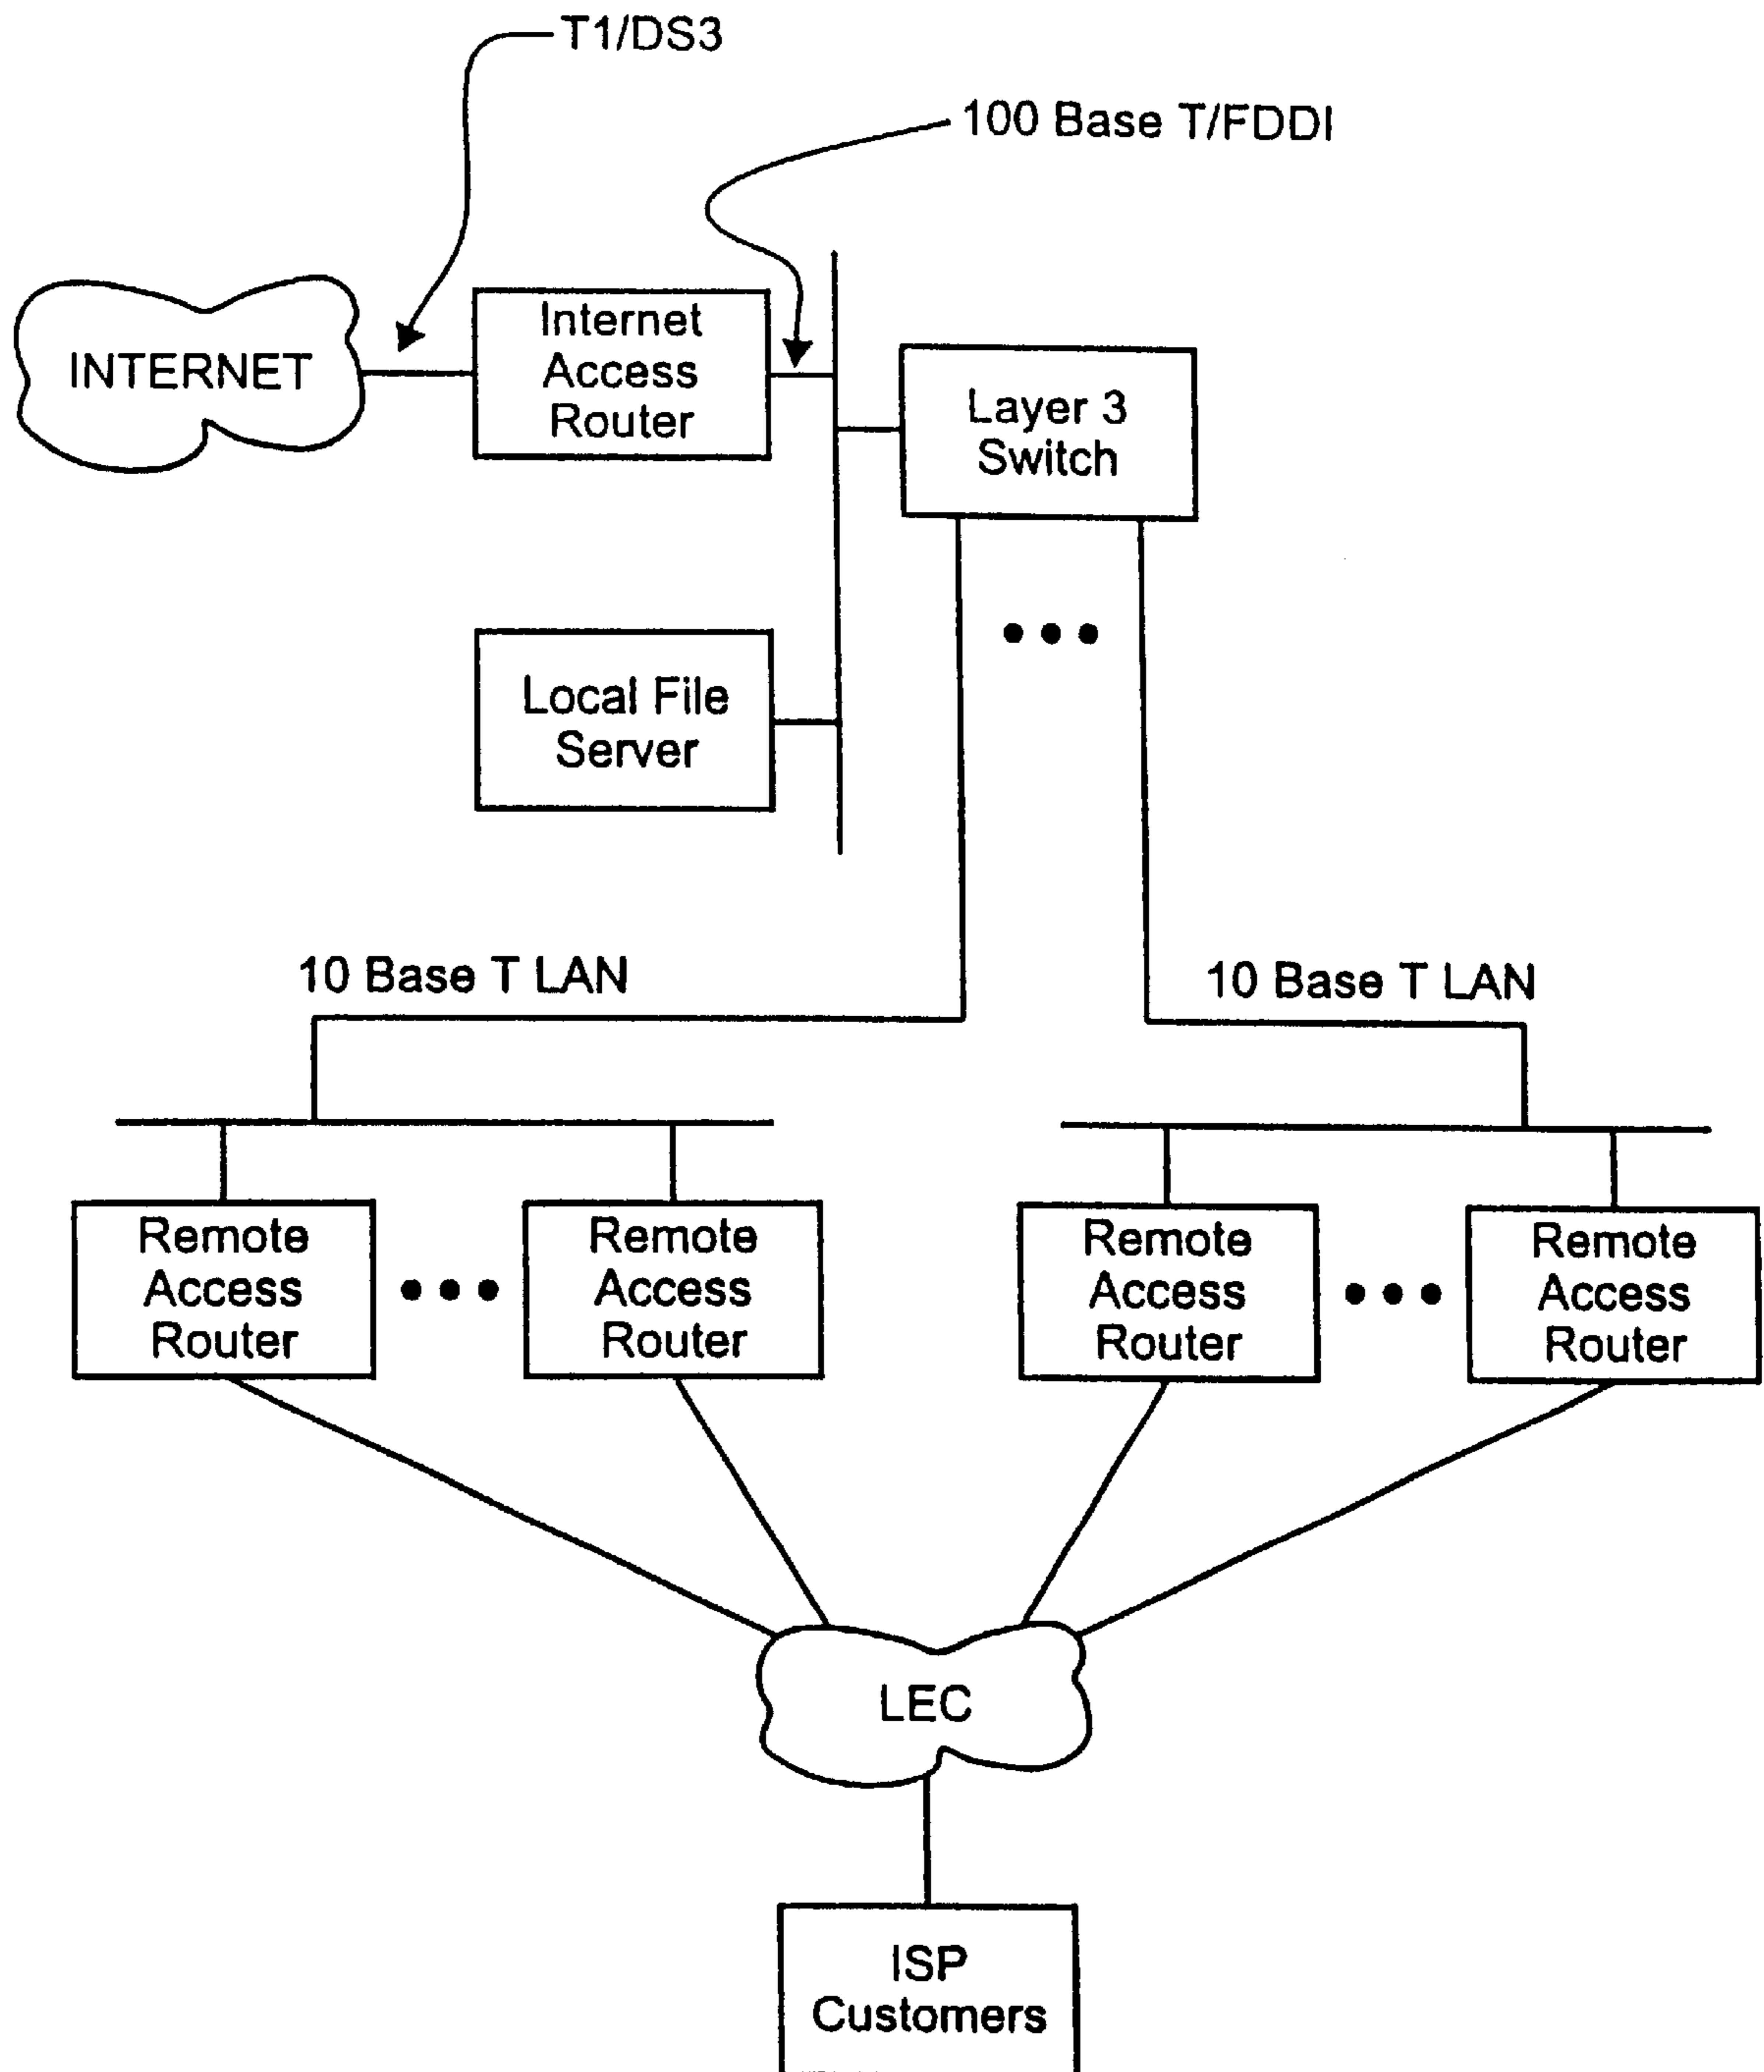 T1/DS3
100 Base T/FDDI
INTERNET
Internet
Access
Router
Layer 3
Switch
Local File
Server
10 Base T LAN
10 Base T LAN
Remote
Access
Router
Remote
Access
Router
Remote
Access
Router
Remote
Access
Router
LEC
ISP
Customers